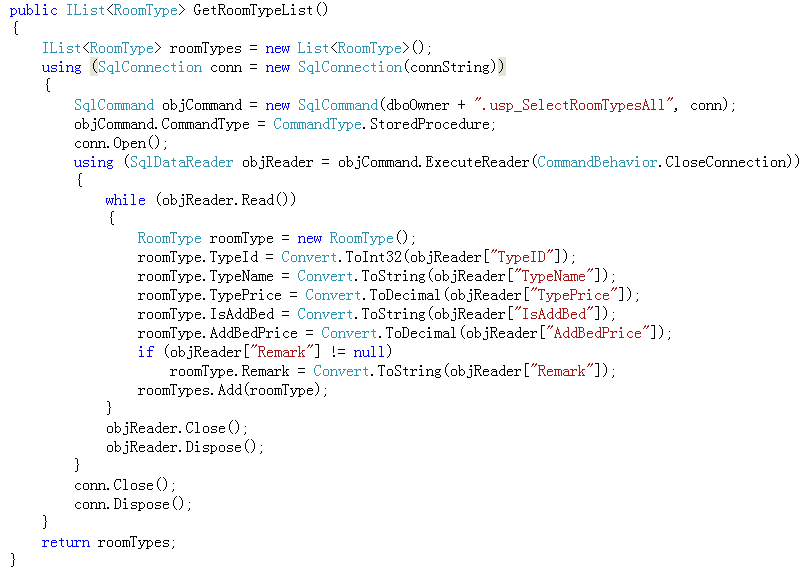 public IList<RoomType> GetRoomTypeList()
{
    IList<RoomType> roomTypes = new List<RoomType>();
    using (SqlConnection conn = new SqlConnection(connString))
    {
        SqlCommand objCommand = new SqlCommand(dboOwner + ".usp_SelectRoomTypesAll", conn);
        objCommand.CommandType = CommandType.StoredProcedure;
        conn.Open();
        using (SqlDataReader objReader = objCommand.ExecuteReader(CommandBehavior.CloseConnection))
        {
            while (objReader.Read())
            {
                RoomType roomType = new RoomType();
                roomType.TypeId = Convert.ToInt32(objReader["TypeID"]);
                roomType.TypeName = Convert.ToString(objReader["TypeName"]);
                roomType.TypePrice = Convert.ToDecimal(objReader["TypePrice"]);
                roomType.IsAddBed = Convert.ToString(objReader["IsAddBed"]);
                roomType.AddBedPrice = Convert.ToDecimal(objReader["AddBedPrice"]);
                if (objReader["Remark"] != null)
                    roomType.Remark = Convert.ToString(objReader["Remark"]);
                roomTypes.Add(roomType);
            }
            objReader.Close();
            objReader.Dispose();
        }
        conn.Close();
        conn.Dispose();
    }
    return roomTypes;
}